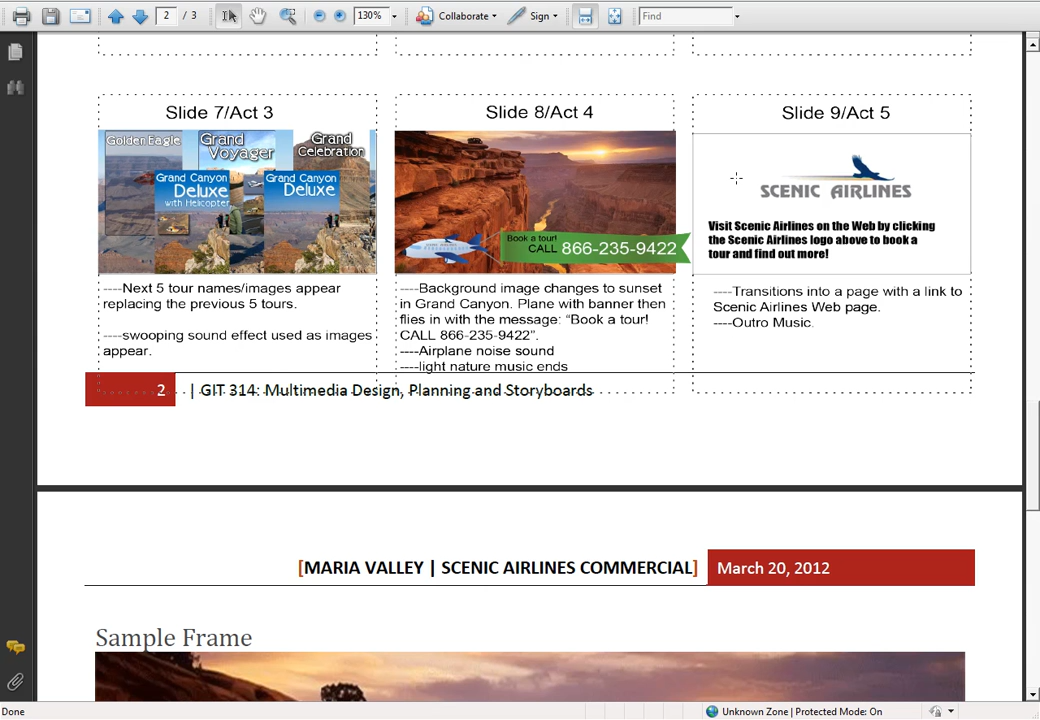 2 / 3
130%
Collaborate
Sign
Find
Slide 7/Act 3
Slide 8/Act 4
Slide 9/Act 5
Golden Eagle
Grand
Voyager
Grand
Celebration
Grand Canyon
Deluxe
with Helicopter
Grand Canyon
Deluxe
Book a tour!
CALL 866-235-9422
SCENIC AIRLINES
Visit Scenic Airlines on the Web by clicking
the Scenic Airlines logo above to book a
tour and find out more!
----Next 5 tour names/images appear
replacing the previous 5 tours.
----swooping sound effect used as images
appear.
----Background image changes to sunset
in Grand Canyon. Plane with banner then
flies in with the message: “Book a tour!
CALL 866-235-9422”.
----Airplane noise sound
----light nature music ends
----Transitions into a page with a link to
Scenic Airlines Web page.
----Outro Music.
2 | GIT 314: Multimedia Design, Planning and Storyboards
[MARIA VALLEY | SCENIC AIRLINES COMMERCIAL] March 20, 2012
Sample Frame
Done
Unknown Zone | Protected Mode: On